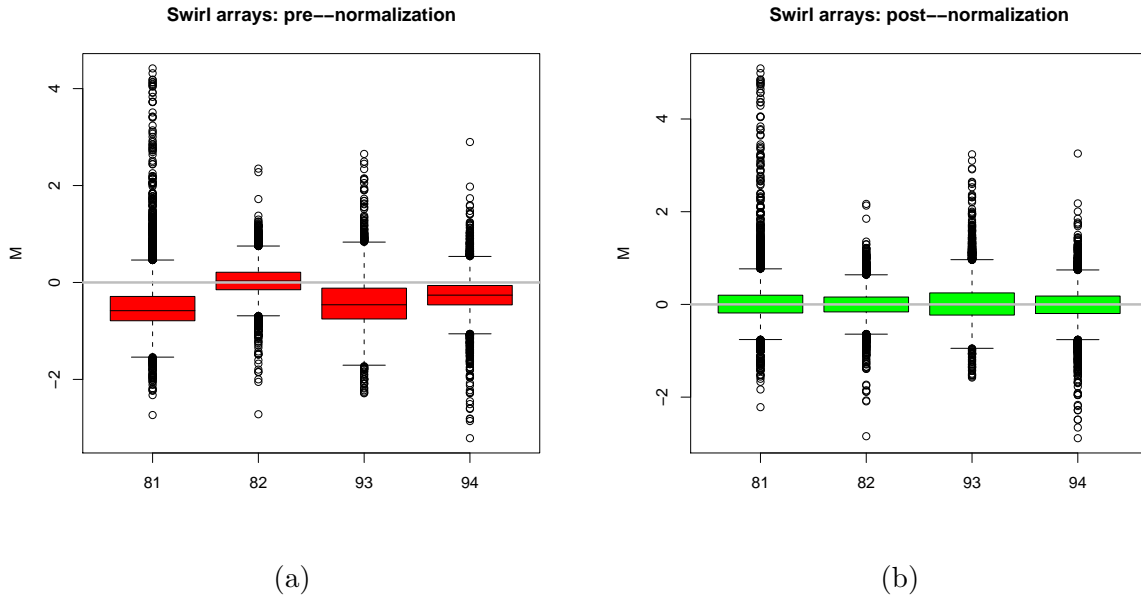 Swirl arrays: pre−−normalization
M
4
2
0
−2
81 82 93 94
(a)
Swirl arrays: post−−normalization
M
4
2
0
−2
81 82 93 94
(b)